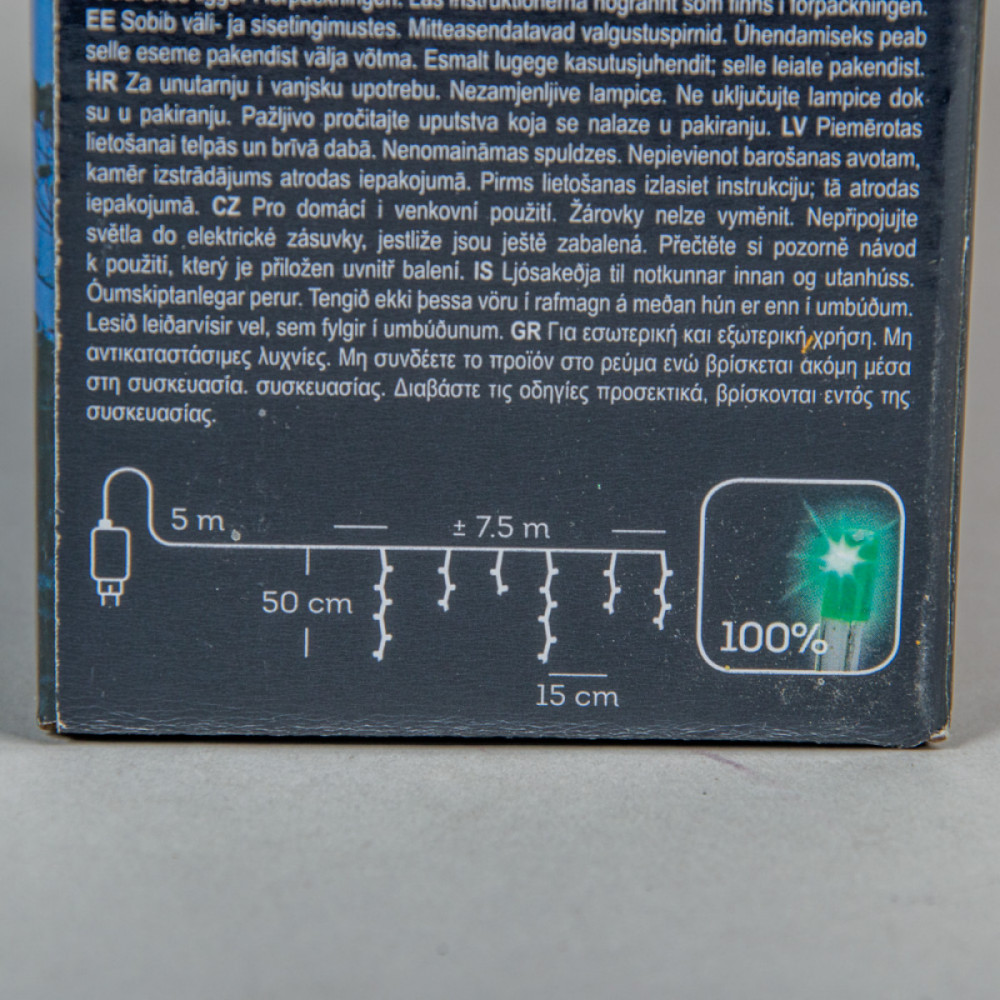 Läs instruktionerna noggrant som finns i förpackningen.
EE Sobib väli- ja sisetingimustes. Mitteasendatavad valgustuspirnid. Ühendamiseks peab
selle eseme pakendist välja võtma. Esmalt lugege kasutusjuhendit; selle leiate pakendist.
HR Za unutarnju i vanjsku upotrebu. Nezamjenljive lampice. Ne uključujte lampice dok
su u pakiranju. Pažljivo pročitajte uputstva koja se nalaze u pakiranju. LV Piemērotas
lietošanai telpās un brīvā dabā. Nenomaināmas spuldzes. Nepievienot barošanas avotam,
kamēr izstrādājums atrodas iepakojumā. Pirms lietošanas izlasiet instrukciju; tā atrodas
iepakojumā. CZ Pro domácí i venkovní použití. Žárovky nelze vyměnit. Nepřipojujte
světla do elektrické zásuvky, jestliže jsou ještě zabalená. Přečtěte si pozorně návod
k použití, který je přiložen uvnitř balení. IS Ljósakeðja til notkunnar innan og utanhúss.
Óumskiptanlegar perur. Tengið ekki þessa vöru í rafmagn á meðan hún er enn í umbúðum.
Lesið leiðarvísir vel, sem fylgir í umbúðunum. GR Για εσωτερική και εξωτερική χρήση. Μη
αντικαταστάσιμες λυχνίες. Μη συνδέετε το προϊόν στο ρεύμα ενώ βρίσκεται ακόμη μέσα
στη συσκευασία. συσκευασίας. Διαβάστε τις οδηγίες προσεκτικά, βρίσκονται εντός της
συσκευασίας.
5 m
± 7.5 m
50 cm
15 cm
100%